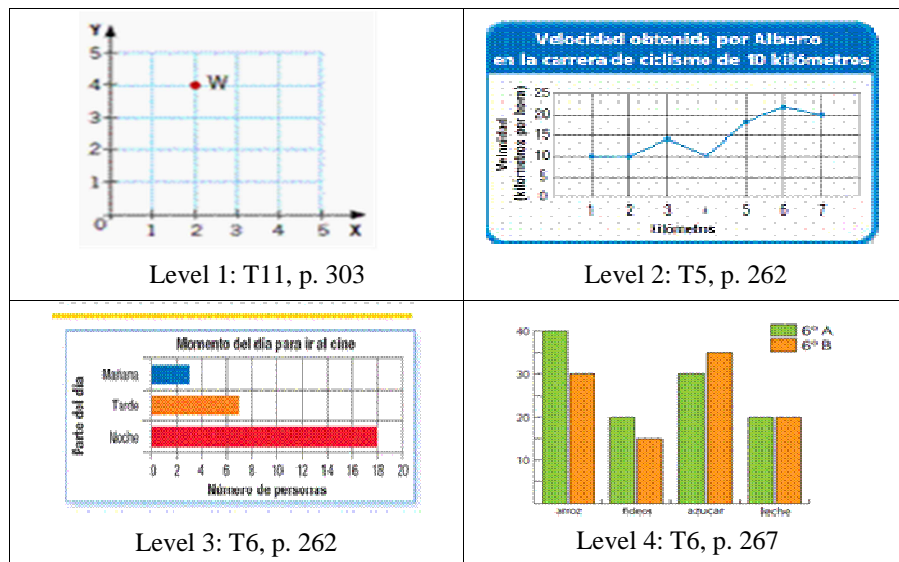 Y
5
4
W
3
2
1
0
1
2
3
4
5
X
Level 1: T11, p. 303
Velocidad obtenida por Alberto
en la carrera de ciclismo de 10 kilómetros
Velocidad
(kilómetros por hora)
25
20
15
10
5
0
1
2
3
4
5
6
7
Kilómetros
Level 2: T5, p. 262
Momento del día para ir al cine
Parte del día
Mañana
Tarde
Noche
0 2 4 6 8 10 12 14 16 18 20
Número de personas
Level 3: T6, p. 262
40
30
20
10
6º A
6º B
arroz fideos azúcar leche
Level 4: T6, p. 267